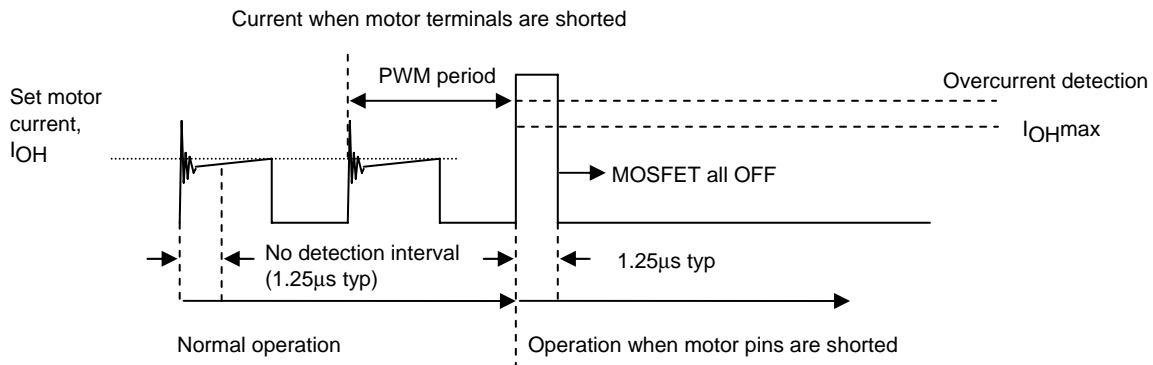 Current when motor terminals are shorted
PWM period
Overcurrent detection
Set motor
current,
IOH
IOHmax
MOSFET all OFF
No detection interval
(1.25μs typ)
1.25μs typ
Normal operation
Operation when motor pins are shorted